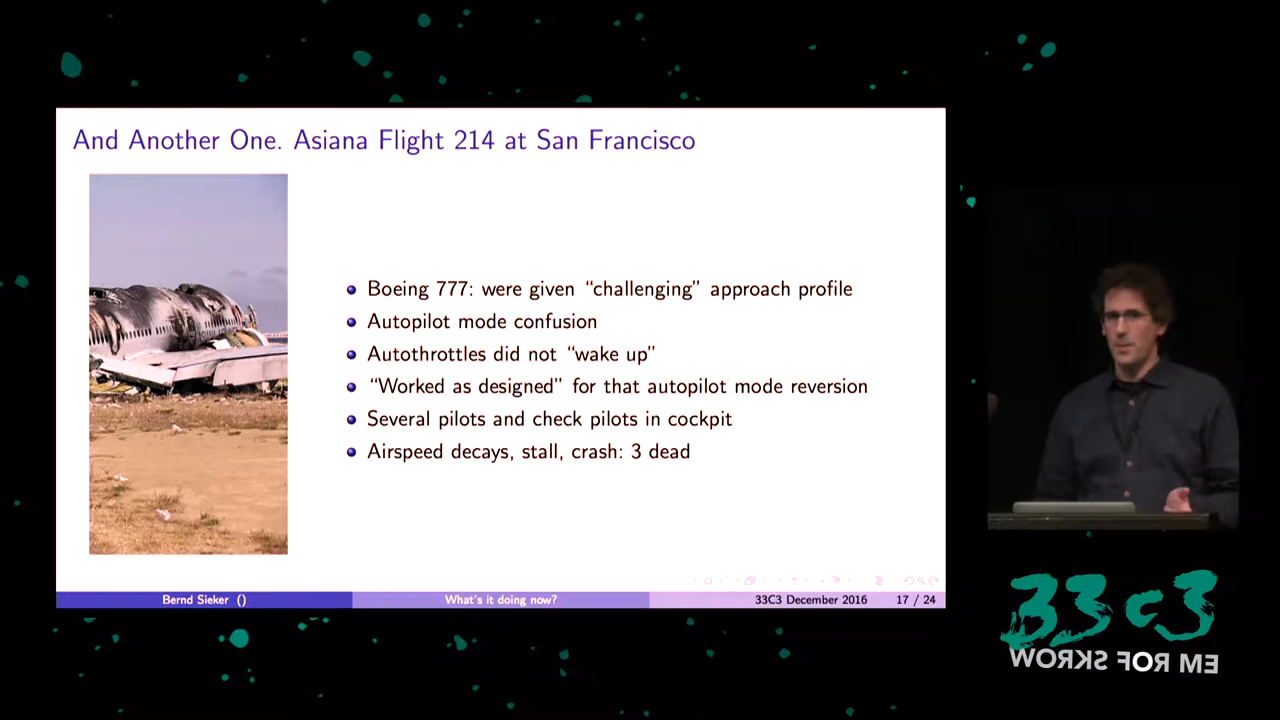 And Another One. Asiana Flight 214 at San Francisco
Boeing 777: were given “challenging” approach profile
Autopilot mode confusion
Autothrottles did not “wake up”
“Worked as designed” for that autopilot mode reversion
Several pilots and check pilots in cockpit
Airspeed decays, stall, crash: 3 dead
Bernd Sieker ()
What's it doing now?
33C3 December 2016
17 / 24
33c3
WORKS FOR ME